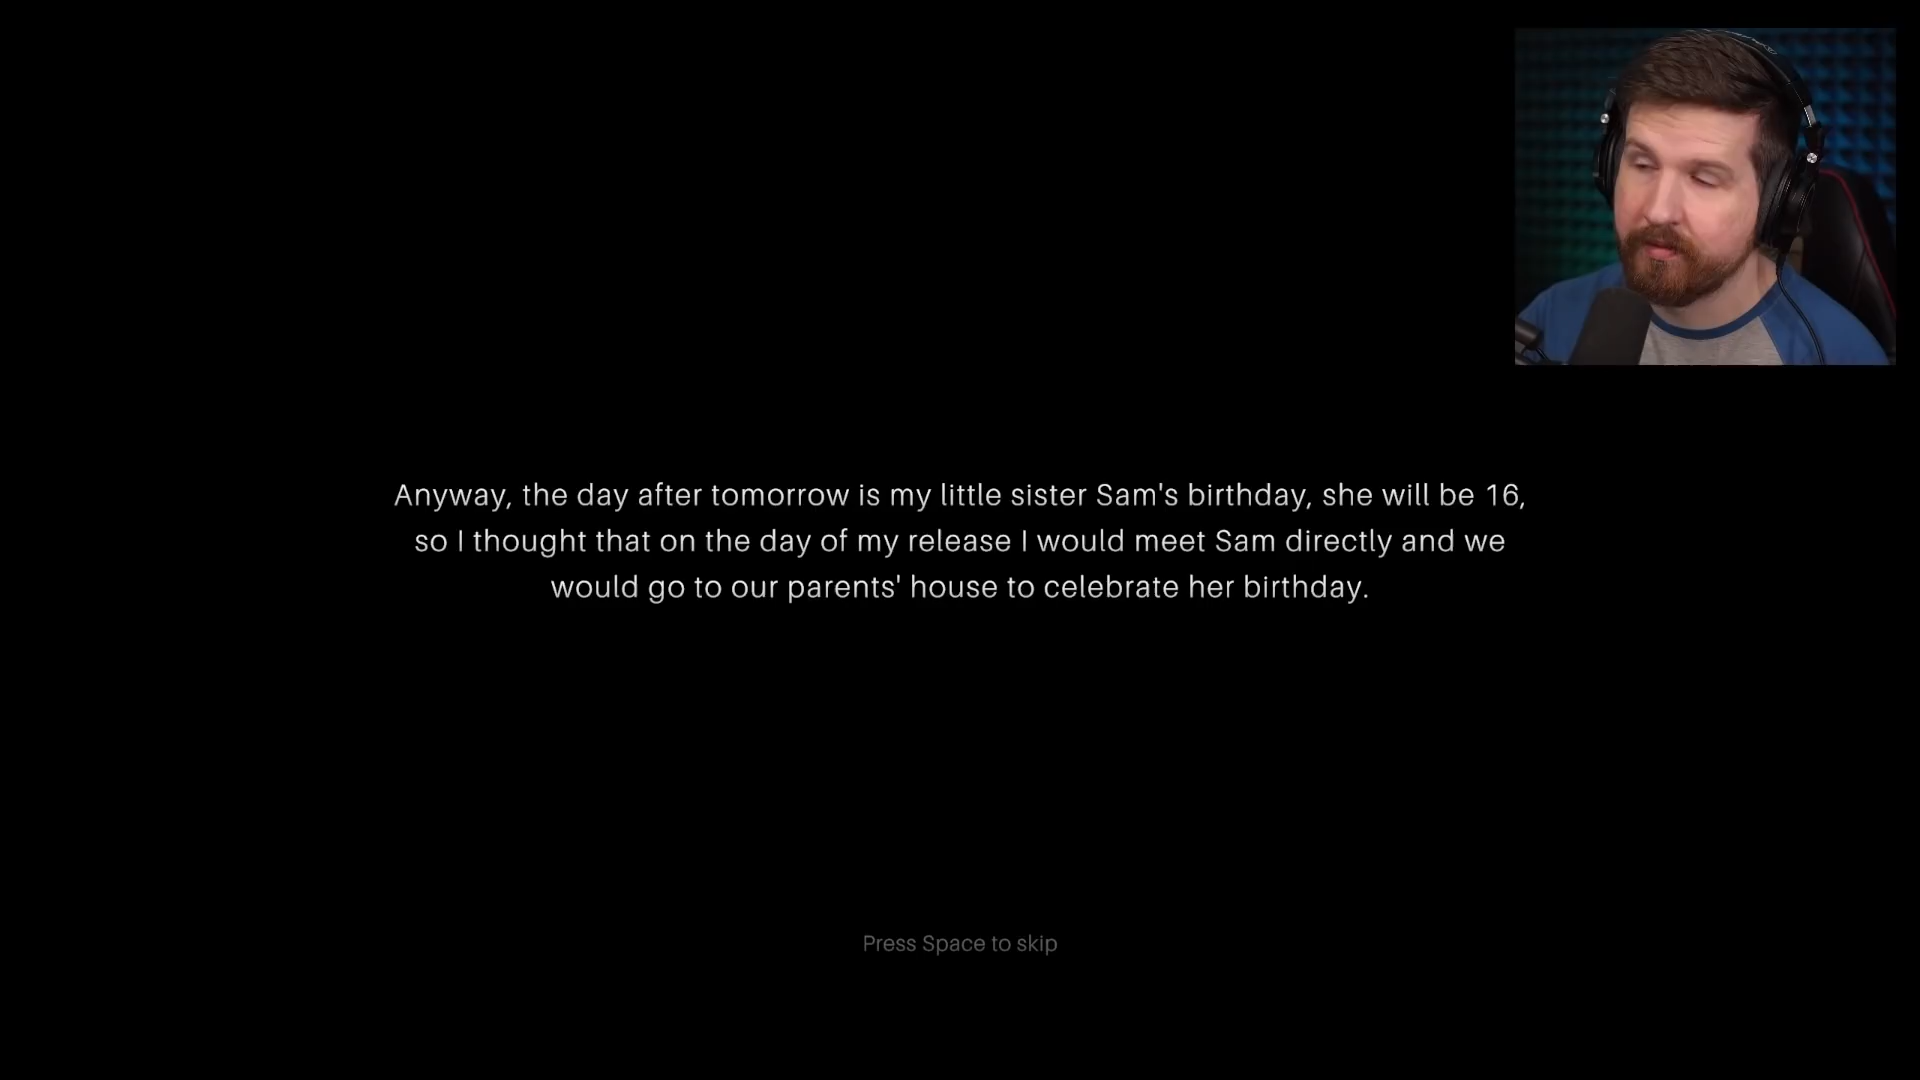 Anyway, the day after tomorrow is my little sister Sam's birthday, she will be 16,
so I thought that on the day of my release I would meet Sam directly and we
would go to our parents' house to celebrate her birthday.
Press Space to skip